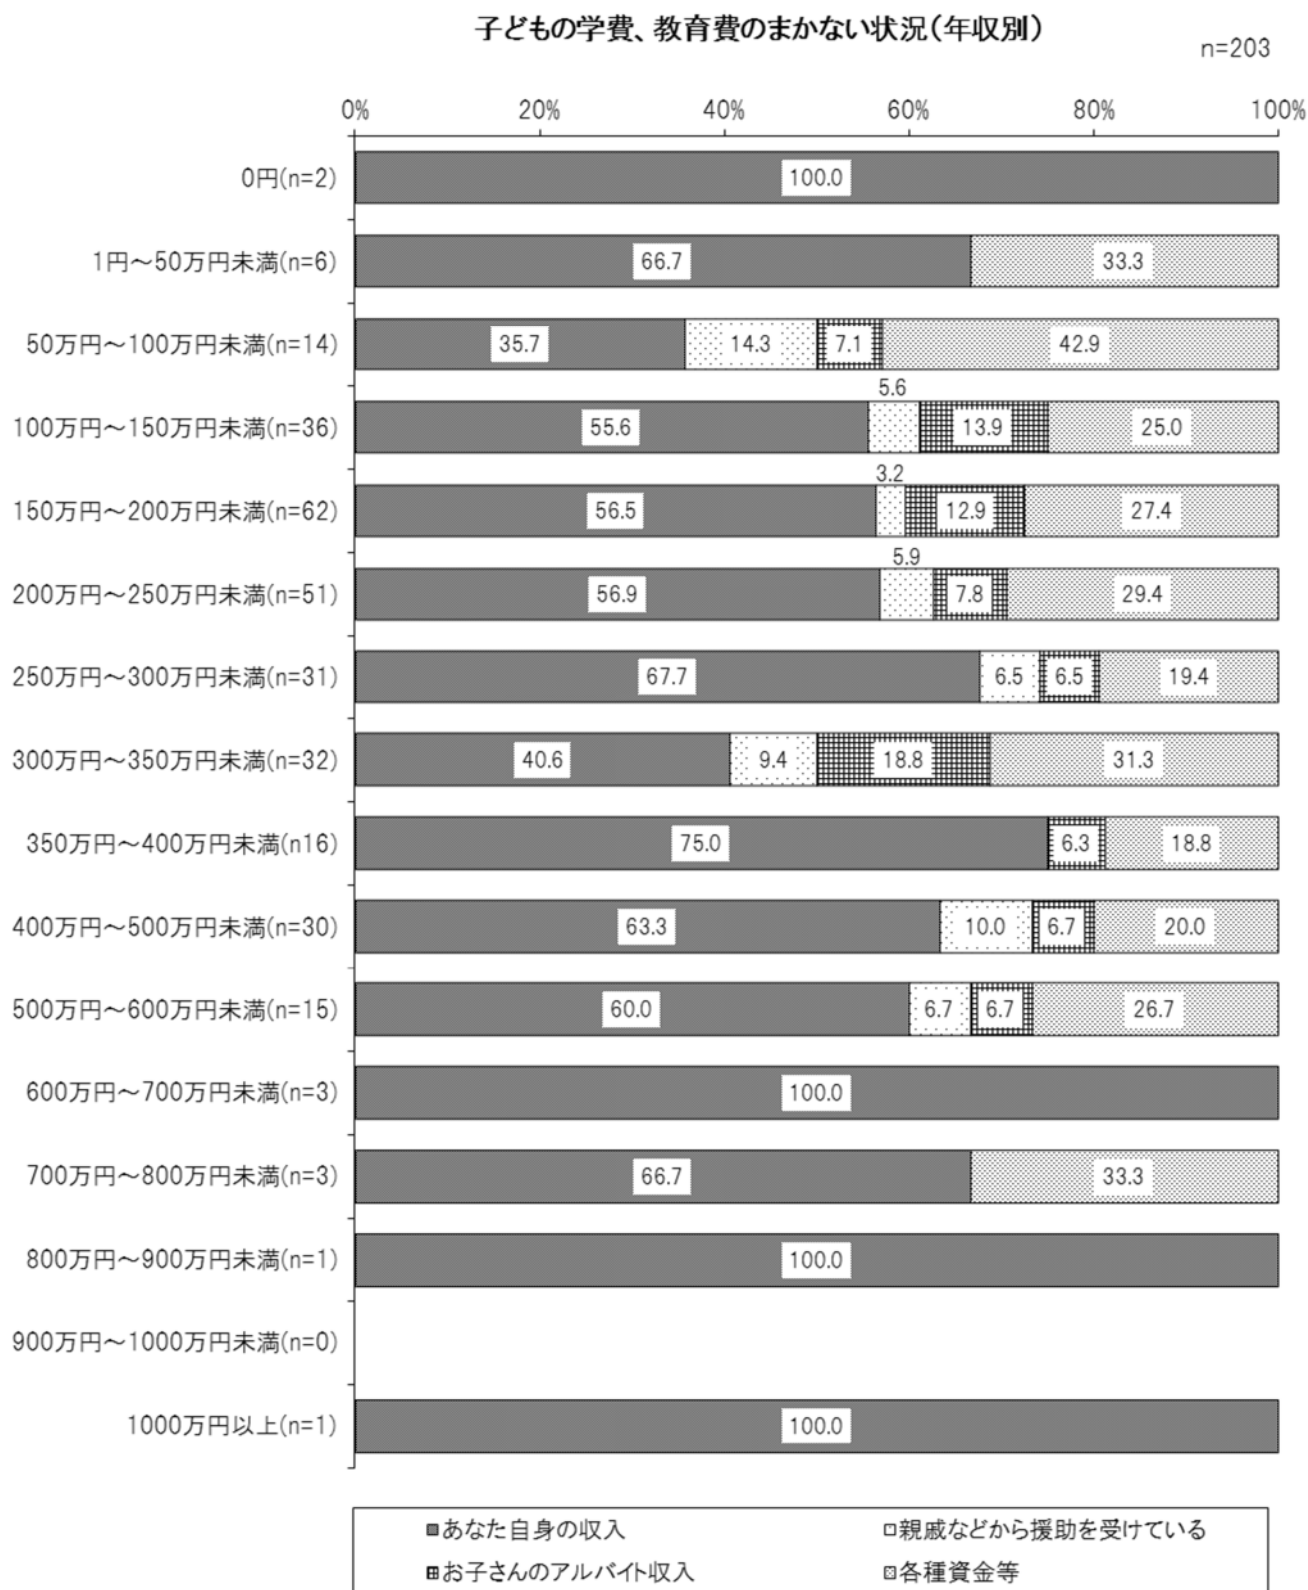 子どもの学費、教育費のまかない状況(年収別)
n=203
0% 20% 40% 60% 80% 100%
0円(n=2) 100.0
1円～50万円未満(n=6) 66.7 33.3
50万円～100万円未満(n=14) 35.7 14.3 7.1 42.9
5.6
100万円～150万円未満(n=36) 55.6 13.9 25.0
3.2
150万円～200万円未満(n=62) 56.5 12.9 27.4
5.9
200万円～250万円未満(n=51) 56.9 7.8 29.4
250万円～300万円未満(n=31) 67.7 6.5 6.5 19.4
300万円～350万円未満(n=32) 40.6 9.4 18.8 31.3
350万円～400万円未満(n16) 75.0 6.3 18.8
400万円～500万円未満(n=30) 63.3 10.0 6.7 20.0
500万円～600万円未満(n=15) 60.0 6.7 6.7 26.7
600万円～700万円未満(n=3) 100.0
700万円～800万円未満(n=3) 66.7 33.3
800万円～900万円未満(n=1) 100.0
900万円～1000万円未満(n=0)
1000万円以上(n=1) 100.0
あなた自身の収入 親戚などから援助を受けている
お子さんのアルバイト収入 各種資金等